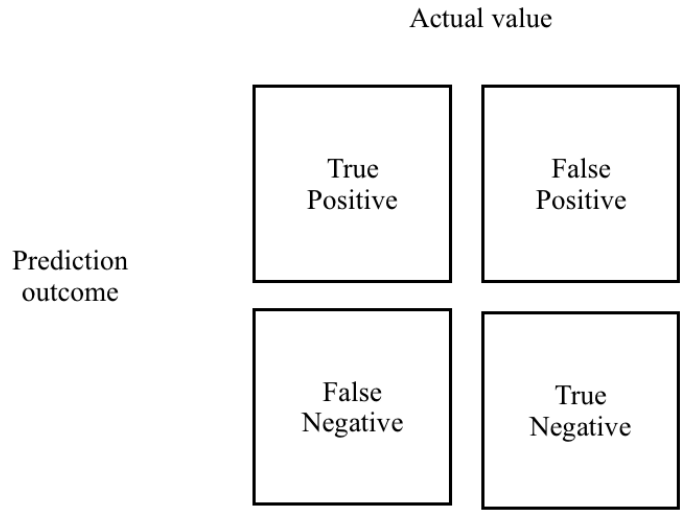 Actual value
True
Positive
False
Positive
Prediction
outcome
False
Negative
True
Negative